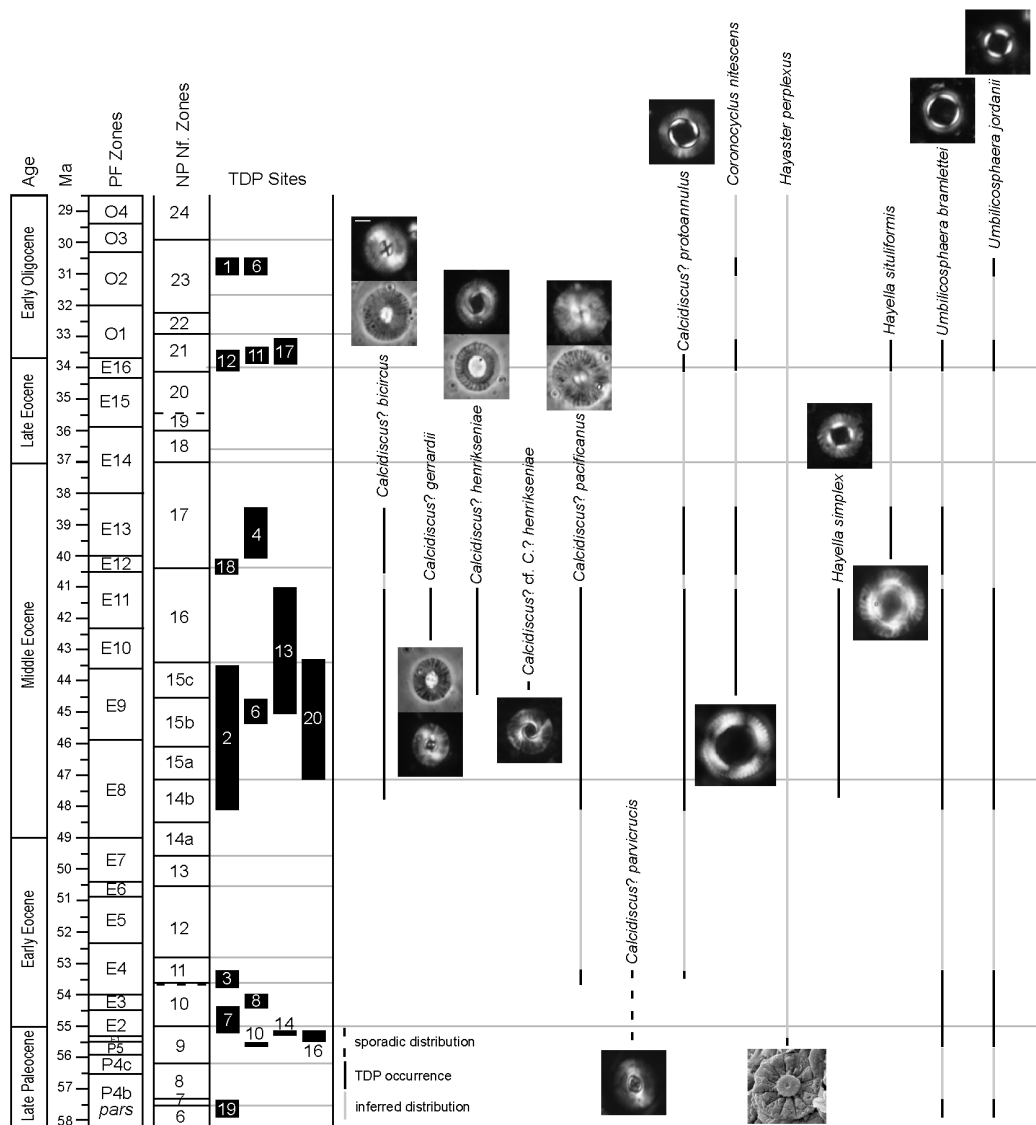 Age
Ma
PF Zones
NP Nf. Zones
TDP Sites
Early Oligocene
Late Eocene
Middle Eocene
Early Eocene
Late Paleocene
29
30
31
32
33
34
35
36
37
38
39
40
41
42
43
44
45
46
47
48
49
50
51
52
53
54
55
56
57
58
O4
O3
O2
O1
E16
E15
E14
E13
E12
E11
E10
E9
E8
E7
E6
E5
E4
E3
E2
P5
P4c
P4b
pars
24
23
22
21
20
19
18
17
16
15c
15b
15a
14b
14a
13
12
11
10
9
8
7
6
1
6
12
11
17
4
18
13
2
6
20
3
8
7
14
10
16
19
Calcidiscus? bicircus
Calcidiscus? gerrardii
Calcidiscus? henrikseniae
Calcidiscus? cf. C.? henrikseniae
Calcidiscus? pacificanus
Calcidiscus? parvicrucis
Calcidiscus? protoannulus
Coronocyclus nitescens
Hayaster perplexus
Hayella simplex
Hayella situliformis
Umbilicosphaera bramlettei
Umbilicosphaera jordanii
sporadic distribution
TDP occurrence
inferred distribution